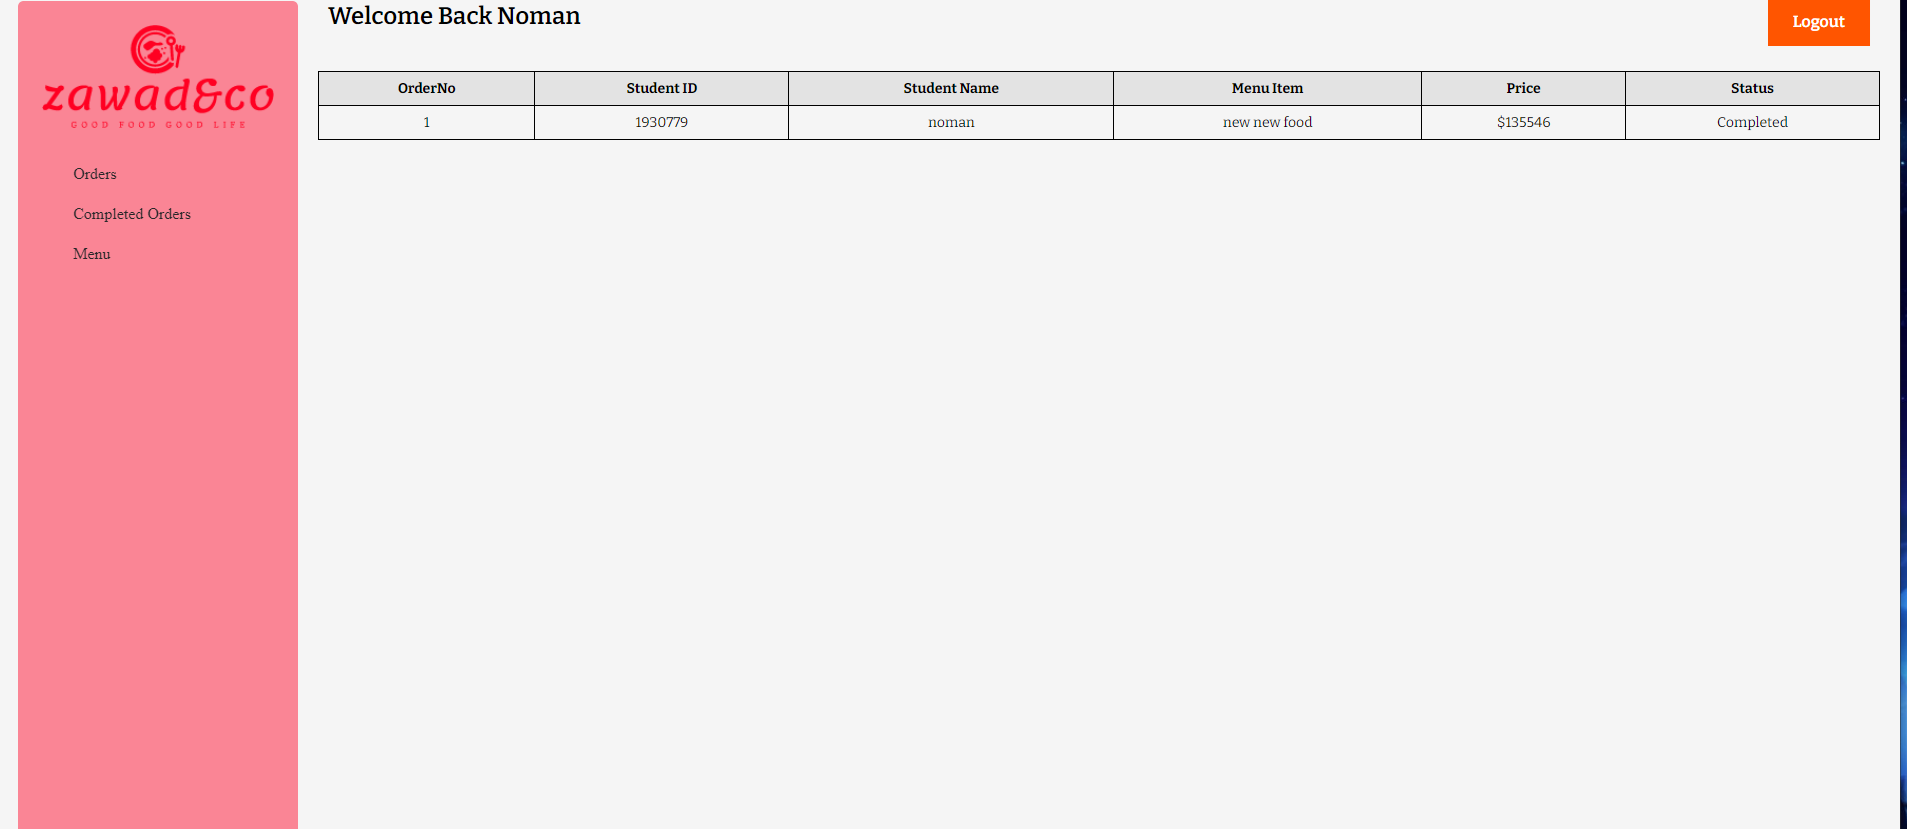 zawad&co
GOOD FOOD GOOD LIFE
Orders
Completed Orders
Menu
Welcome Back Noman
Logout
OrderNo Student ID Student Name Menu Item Price Status
1 1930779 noman new new food $135546 Completed